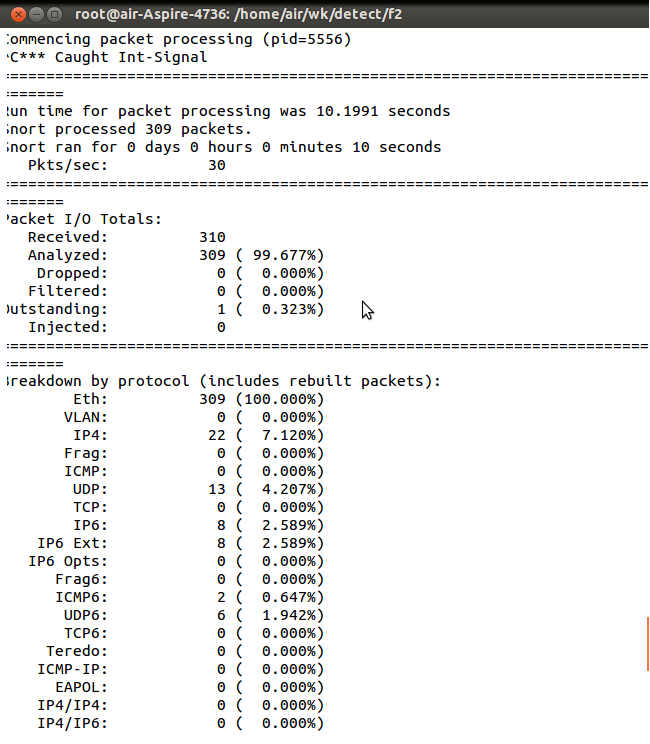 root@air-Aspire-4736: /home/air/wk/detect/f2
Commencing packet processing (pid=5556)
^C*** Caught Int-Signal
===============================================================================
Run time for packet processing was 10.1991 seconds
Snort processed 309 packets.
Snort ran for 0 days 0 hours 0 minutes 10 seconds
Pkts/sec: 30
===============================================================================
Packet I/O Totals:
Received: 310
Analyzed: 309 ( 99.677%)
Dropped: 0 ( 0.000%)
Filtered: 0 ( 0.000%)
Outstanding: 1 ( 0.323%)
Injected: 0
===============================================================================
Breakdown by protocol (includes rebuilt packets):
Eth: 309 (100.000%)
VLAN: 0 ( 0.000%)
IP4: 22 ( 7.120%)
Frag: 0 ( 0.000%)
ICMP: 0 ( 0.000%)
UDP: 13 ( 4.207%)
TCP: 0 ( 0.000%)
IP6: 8 ( 2.589%)
IP6 Ext: 8 ( 2.589%)
IP6 Opts: 0 ( 0.000%)
Frag6: 0 ( 0.000%)
ICMP6: 2 ( 0.647%)
UDP6: 6 ( 1.942%)
TCP6: 0 ( 0.000%)
Teredo: 0 ( 0.000%)
ICMP-IP: 0 ( 0.000%)
EAPOL: 0 ( 0.000%)
IP4/IP4: 0 ( 0.000%)
IP4/IP6: 0 ( 0.000%)